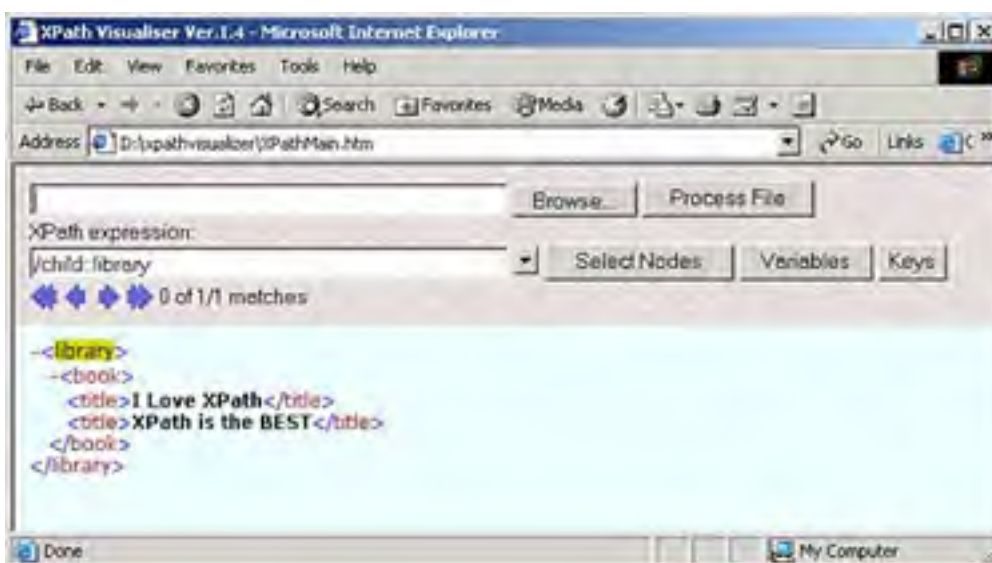 XPath Visualiser Ver.1.4 - Microsoft Internet Explorer
File Edit View Favorites Tools Help
Back Search Favorites Media
Address D:\xpathvisualizer\XPathMain.htm Go Links
Browse... Process File
XPath expression:
/child::library Select Nodes Variables Keys
0 of 1/1 matches
-<library>
-<book>
<title>I Love XPath</title>
<title>XPath is the BEST</title>
</book>
</library>
Done My Computer